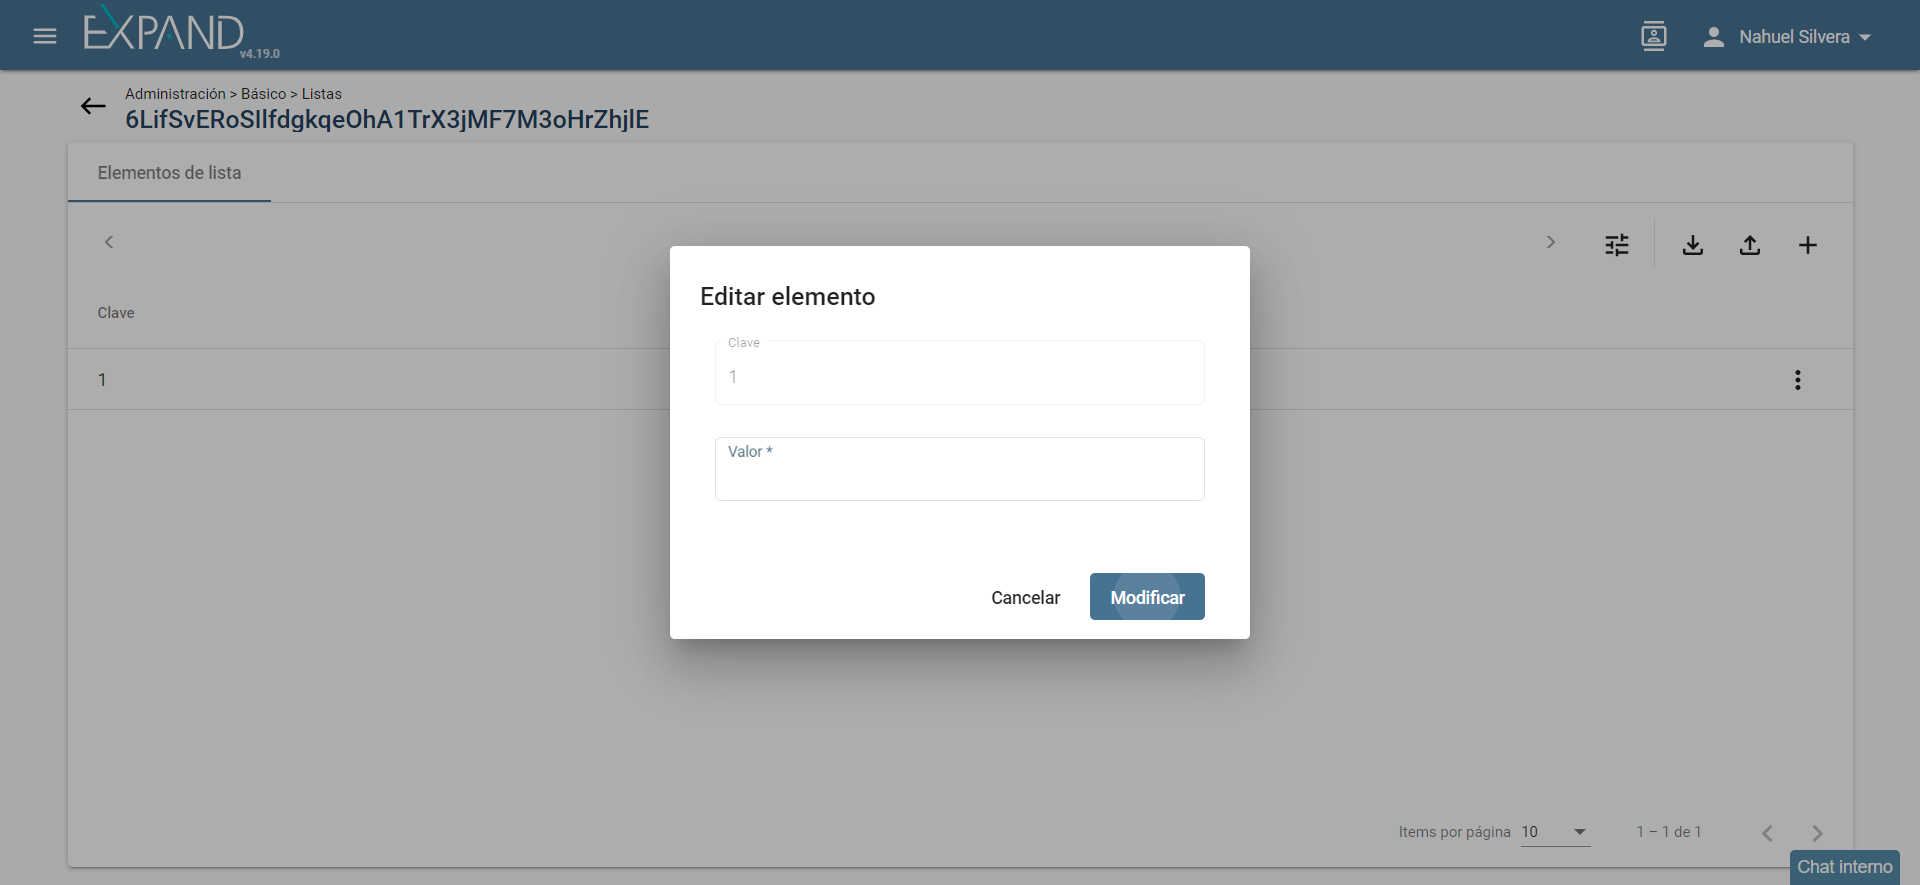 EXPAND
v4.19.0
Nahuel Silvera
Administración > Básico > Listas
6LifSvERoSIlfdgkqeOhA1TrX3jMF7M3oHrZhjlE
Elementos de lista
Clave
1
Editar elemento
Clave
1
Valor *
Cancelar
Modificar
Items por página 10
1 – 1 de 1
Chat interno